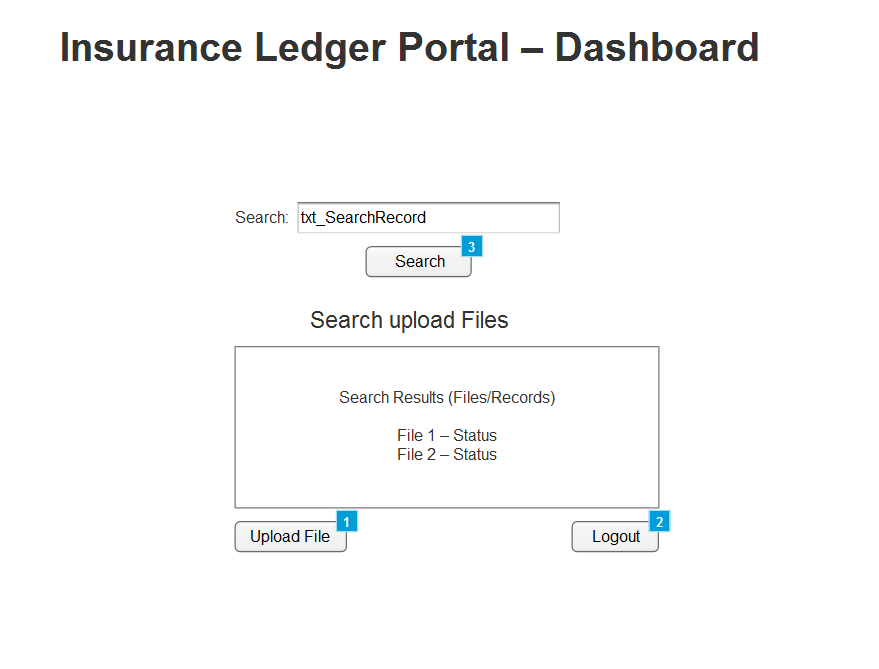 Insurance Ledger Portal – Dashboard
Search: txt_SearchRecord
3
Search
Search upload Files
Search Results (Files/Records)
File 1 – Status
File 2 – Status
1
2
Upload File
Logout